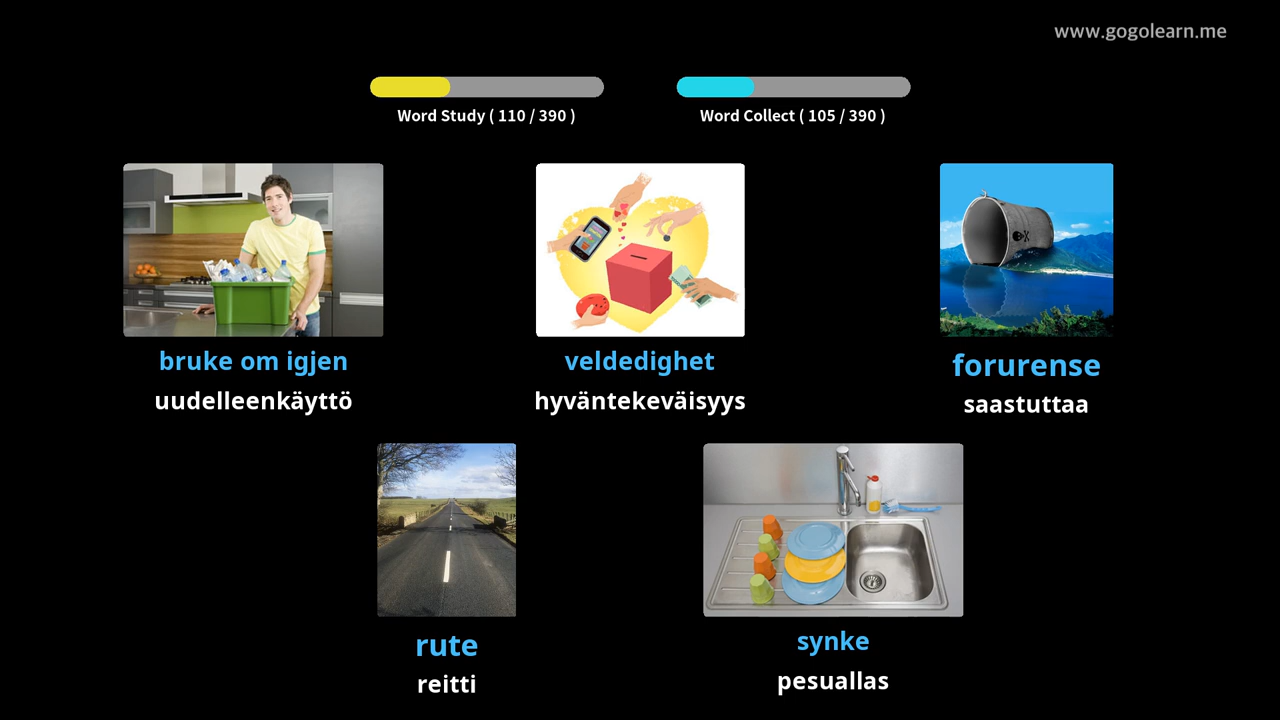 www.gogolearn.me
Word Study ( 110 / 390 )
Word Collect ( 105 / 390 )
bruke om igjen
uudelleenkäyttö
veldedighet
hyväntekeväisyys
forurense
saastuttaa
rute
reitti
synke
pesuallas